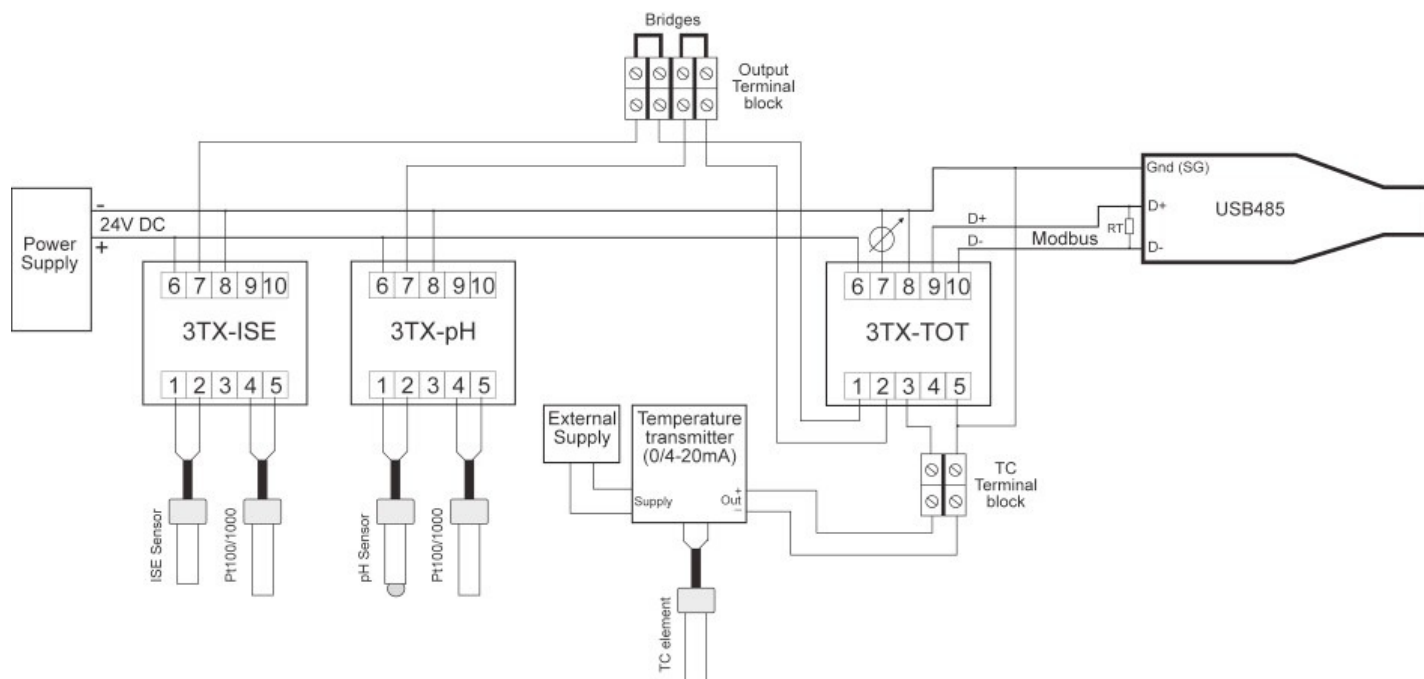 Bridges
Output
Terminal
block
Power
Supply
-
24V DC
+
6 7 8 9 10
3TX-ISE
1 2 3 4 5
ISE Sensor
Pt100/1000
6 7 8 9 10
3TX-pH
1 2 3 4 5
pH Sensor
Pt100/1000
D+
D-
Modbus
6 7 8 9 10
3TX-TOT
1 2 3 4 5
Gnd (SG)
D+
RT
D-
USB485
External
Supply
Temperature
transmitter
(0/4-20mA)
Supply
+
Out
–
TC element
TC
Terminal
block